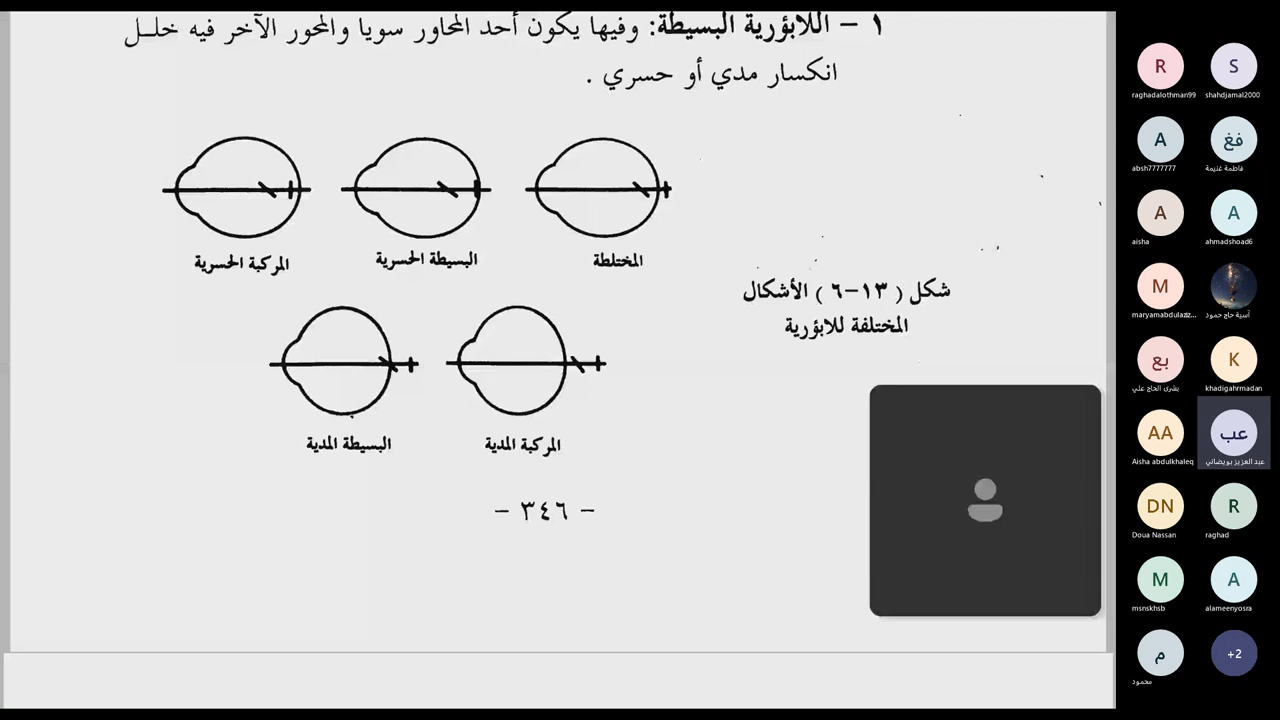 ١ – اللابؤرية البسيطة: وفيها يكون أحد المحاور سويا والمحور الآخر فيه خلل
انكسار مدي أو حسري .
المختلطة
البسيطة الحسرية
المركبة الحسرية
شكل ( ١٣–٦ ) الأشكال
المختلفة للابؤرية
المركبة المدية
البسيطة المدية
– ٣٤٦ –
R
raghadalothman99
S
shahdjamal2000
A
absh7777777
فغ
فاطمة غنيمة
A
aisha
A
ahmadshoad6
M
maryamabdulaziz...
آسية حاج حمود
بع
بشرى الحاج علي
K
khadigahrmadan
AA
Aisha abdulkhaleq
عب
عبد العزيز بويضاني
DN
Doua Nassan
R
raghad
M
msnskhsb
A
alameenyosra
م
محمود
+2